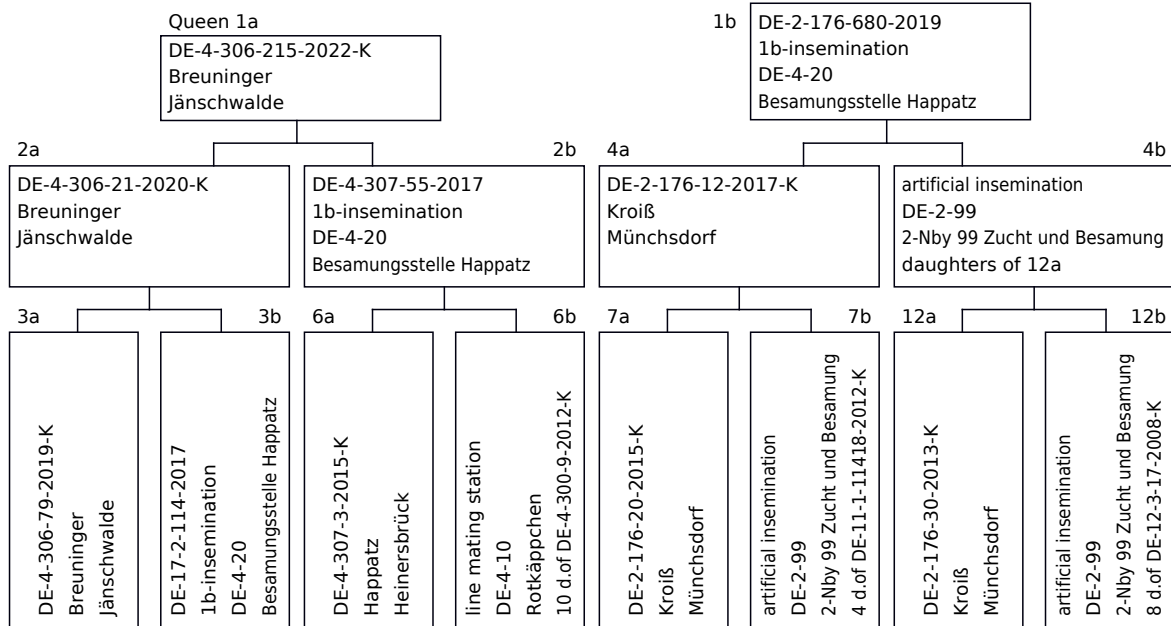 Queen 1a
DE-4-306-215-2022-K
Breuninger
Jänschwalde
1b
DE-2-176-680-2019
1b-insemination
DE-4-20
Besamungsstelle Happatz
2a
DE-4-306-21-2020-K
Breuninger
Jänschwalde
2b
DE-4-307-55-2017
1b-insemination
DE-4-20
Besamungsstelle Happatz
4a
DE-2-176-12-2017-K
Kroiß
Münchsdorf
4b
artificial insemination
DE-2-99
2-Nby 99 Zucht und Besamung
daughters of 12a
3a
DE-4-306-79-2019-K
Breuninger
Jänschwalde
3b
DE-17-2-114-2017
1b-insemination
DE-4-20
Besamungsstelle Happatz
6a
DE-4-307-3-2015-K
Happatz
Heinersbrück
6b
line mating station
DE-4-10
Rotkäppchen
10 d.of DE-4-300-9-2012-K
7a
DE-2-176-20-2015-K
Kroiß
Münchsdorf
7b
artificial insemination
DE-2-99
2-Nby 99 Zucht und Besamung
4 d.of DE-11-1-11418-2012-K
12a
DE-2-176-30-2013-K
Kroiß
Münchsdorf
12b
artificial insemination
DE-2-99
2-Nby 99 Zucht und Besamung
8 d.of DE-12-3-17-2008-K